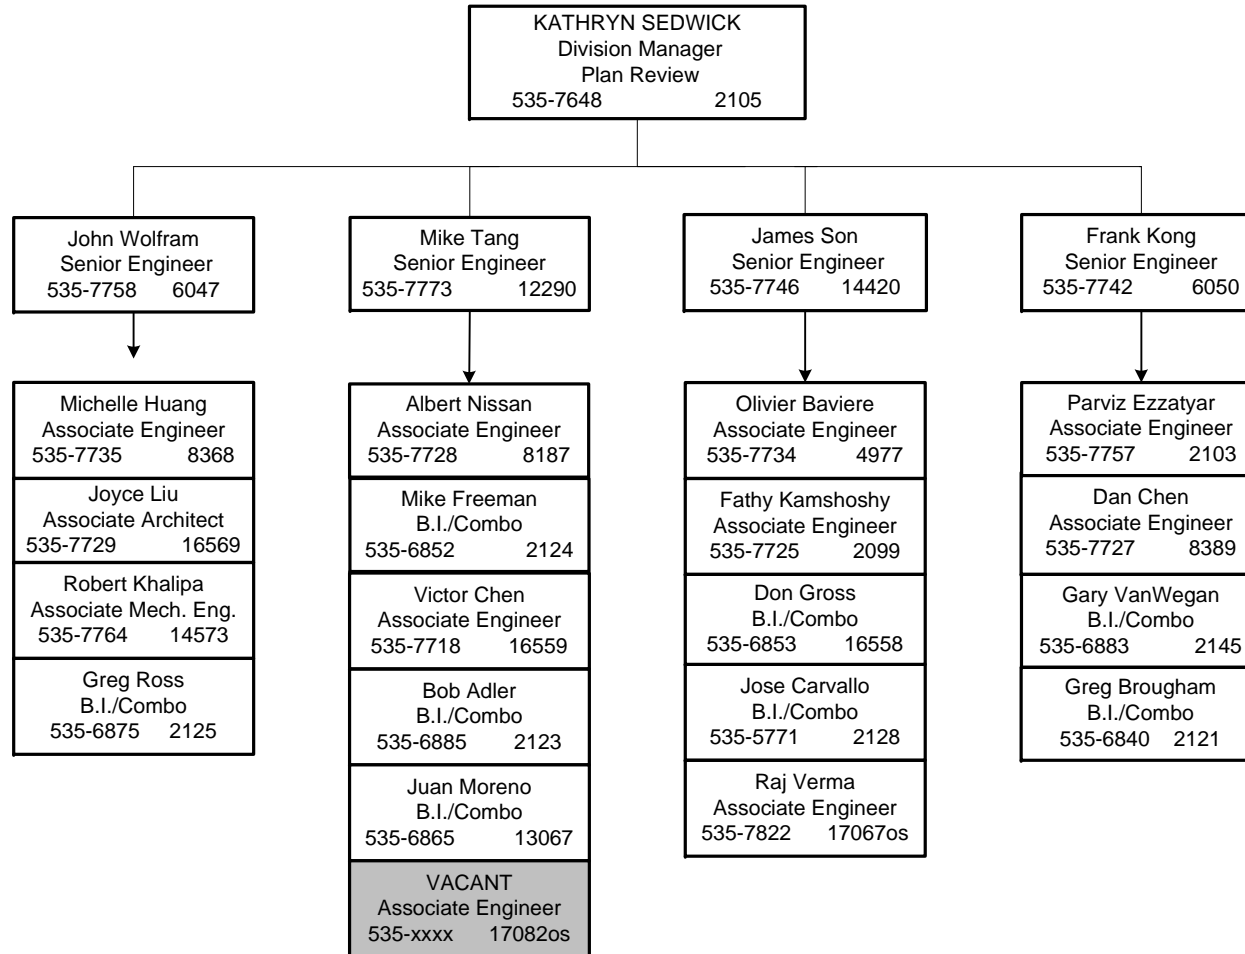 KATHRYN SEDWICK
Division Manager
Plan Review
535-7648 2105
John Wolfram
Senior Engineer
535-7758 6047
Mike Tang
Senior Engineer
535-7773 12290
James Son
Senior Engineer
535-7746 14420
Frank Kong
Senior Engineer
535-7742 6050
Michelle Huang
Associate Engineer
535-7735 8368
Joyce Liu
Associate Architect
535-7729 16569
Robert Khalipa
Associate Mech. Eng.
535-7764 14573
Greg Ross
B.I./Combo
535-6875 2125
Albert Nissan
Associate Engineer
535-7728 8187
Mike Freeman
B.I./Combo
535-6852 2124
Victor Chen
Associate Engineer
535-7718 16559
Bob Adler
B.I./Combo
535-6885 2123
Juan Moreno
B.I./Combo
535-6865 13067
VACANT
Associate Engineer
535-xxxx 17082os
Olivier Baviere
Associate Engineer
535-7734 4977
Fathy Kamshoshy
Associate Engineer
535-7725 2099
Don Gross
B.I./Combo
535-6853 16558
Jose Carvallo
B.I./Combo
535-5771 2128
Raj Verma
Associate Engineer
535-7822 17067os
Parviz Ezzatyar
Associate Engineer
535-7757 2103
Dan Chen
Associate Engineer
535-7727 8389
Gary VanWegan
B.I./Combo
535-6883 2145
Greg Brougham
B.I./Combo
535-6840 2121